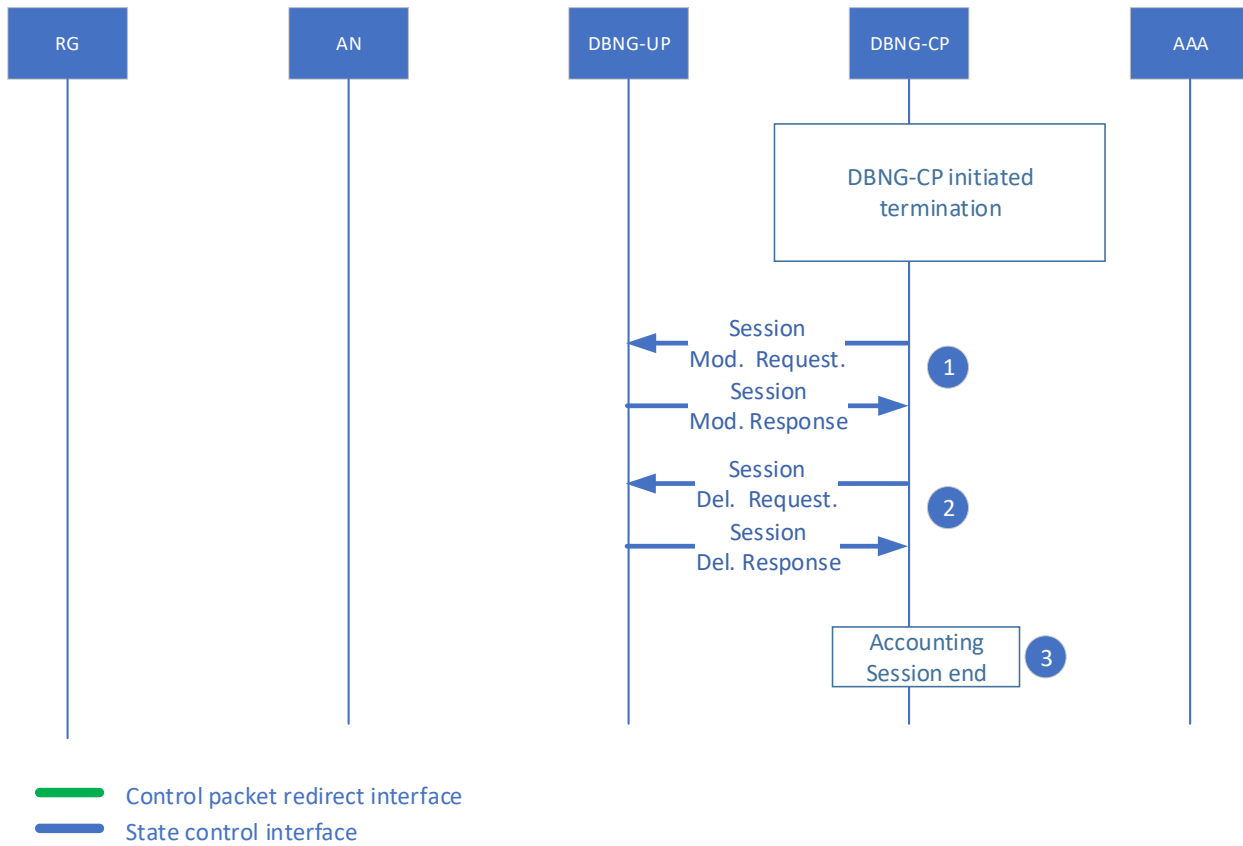 RG
AN
DBNG-UP
DBNG-CP
AAA
DBNG-CP initiated
termination
Session
Mod. Request.
1
Session
Mod. Response
Session
Del. Request.
2
Session
Del. Response
Accounting
Session end
3
Control packet redirect interface
State control interface